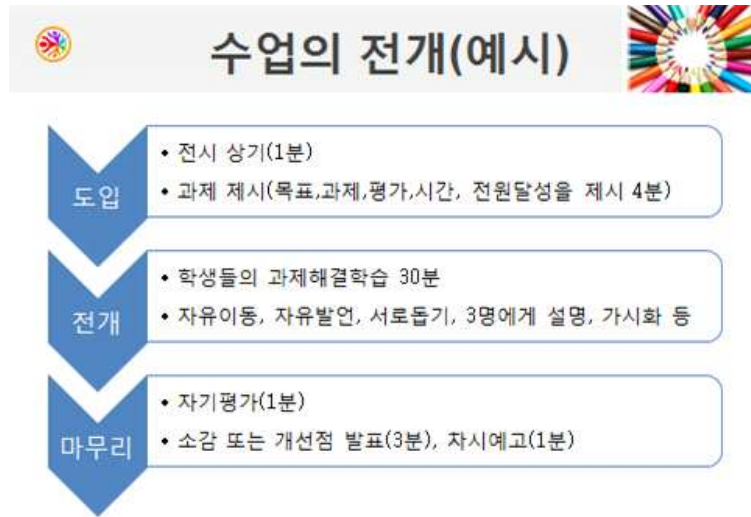 수업의 전개(예시)
도입
• 전시 상기(1분)
• 과제 제시(목표,과제,평가,시간, 전원달성을 제시 4분)
전개
• 학생들의 과제해결학습 30분
• 자유이동, 자유발언, 서로돕기, 3명에게 설명, 가시화 등
마무리
• 자기평가(1분)
• 소감 또는 개선점 발표(3분), 차시예고(1분)